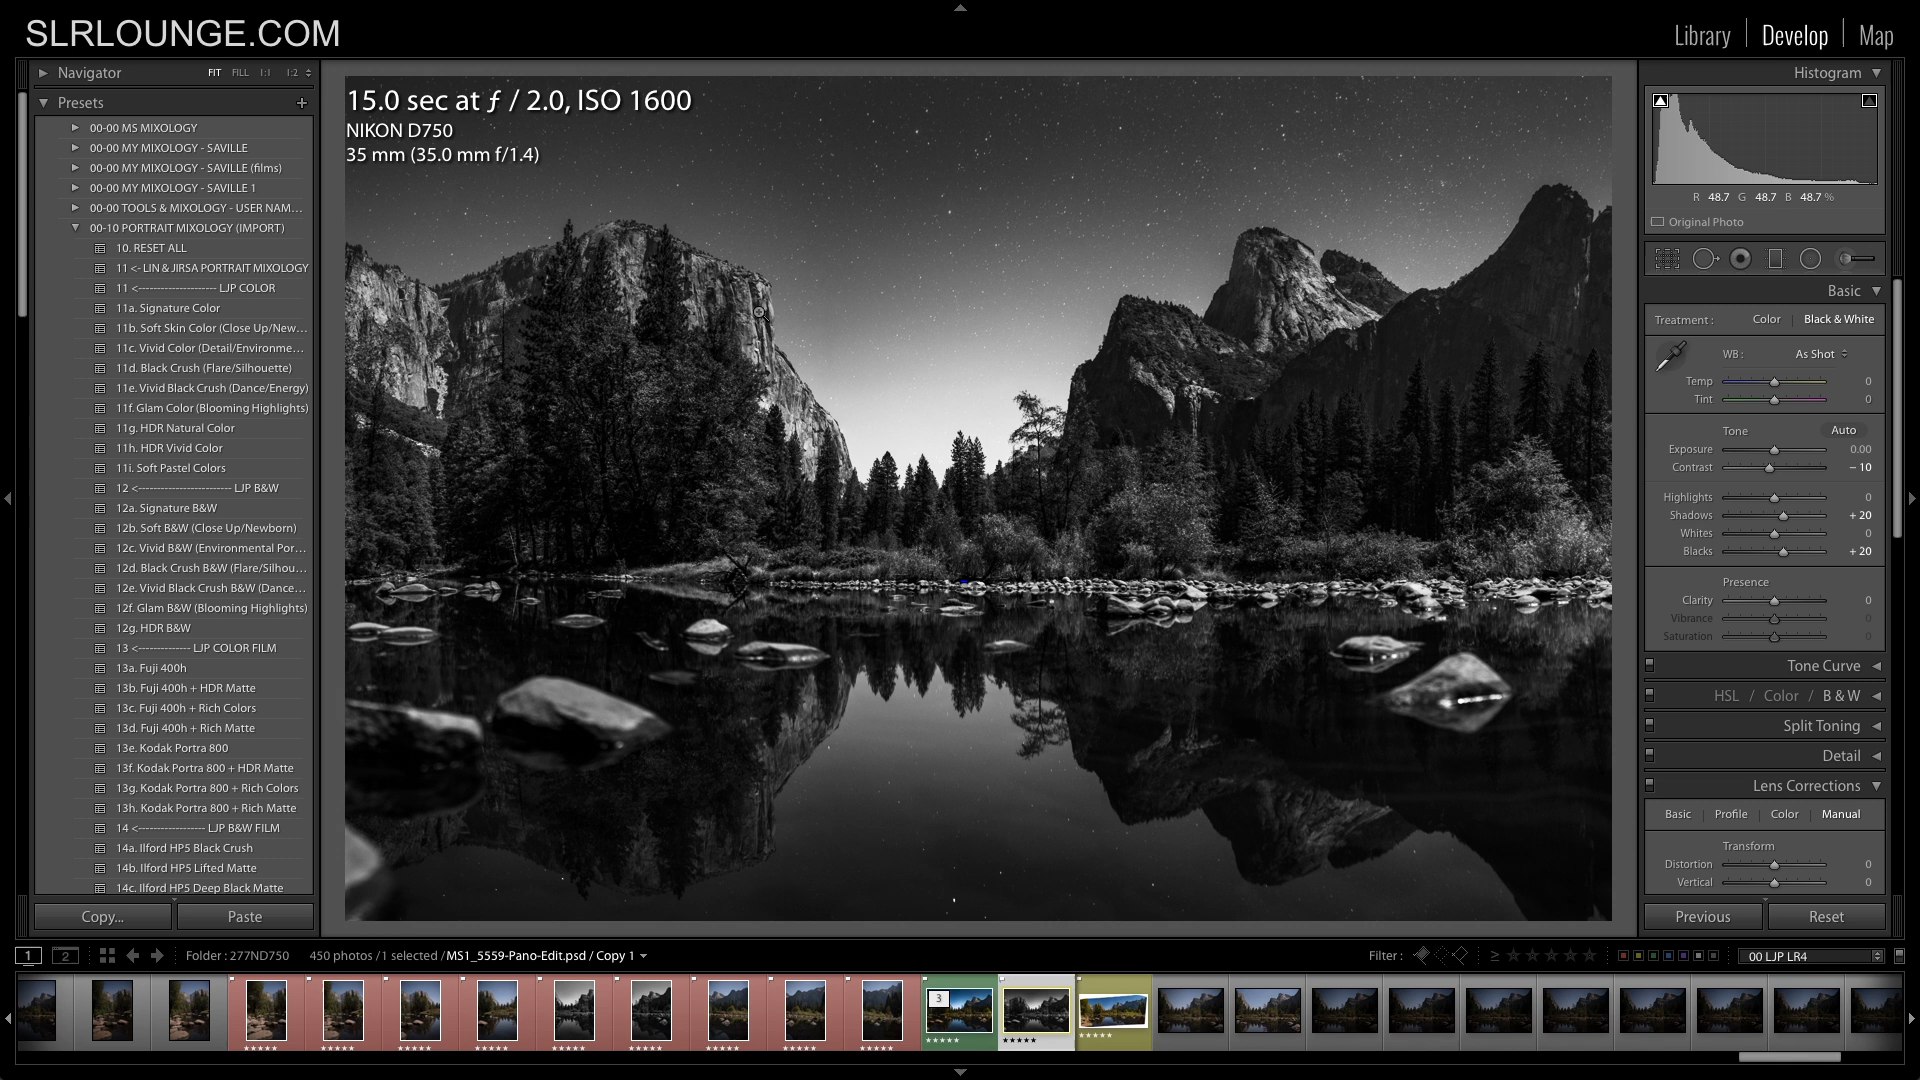 SLRLOUNGE.COM
Library | Develop | Map
Navigator FIT FILL 1:1 1:2
Presets +
00-00 MS MIXOLOGY
00-00 MY MIXOLOGY - SAVILLE
00-00 MY MIXOLOGY - SAVILLE (films)
00-00 MY MIXOLOGY - SAVILLE 1
00-00 TOOLS & MIXOLOGY - USER NAM...
00-10 PORTRAIT MIXOLOGY (IMPORT)
10. RESET ALL
11 <- LIN & JIRSA PORTRAIT MIXOLOGY
11 <--------------------- LJP COLOR
11a. Signature Color
11b. Soft Skin Color (Close Up/New...
11c. Vivid Color (Detail/Environme...
11d. Black Crush (Flare/Silhouette)
11e. Vivid Black Crush (Dance/Energy)
11f. Glam Color (Blooming Highlights)
11g. HDR Natural Color
11h. HDR Vivid Color
11i. Soft Pastel Colors
12 <------------------------- LJP B&W
12a. Signature B&W
12b. Soft B&W (Close Up/Newborn)
12c. Vivid B&W (Environmental Por...
12d. Black Crush B&W (Flare/Silhou...
12e. Vivid Black Crush B&W (Dance...
12f. Glam B&W (Blooming Highlights)
12g. HDR B&W
13 <-------------- LJP COLOR FILM
13a. Fuji 400h
13b. Fuji 400h + HDR Matte
13c. Fuji 400h + Rich Colors
13d. Fuji 400h + Rich Matte
13e. Kodak Portra 800
13f. Kodak Portra 800 + HDR Matte
13g. Kodak Portra 800 + Rich Colors
13h. Kodak Portra 800 + Rich Matte
14 <------------------- LJP B&W FILM
14a. Ilford HP5 Black Crush
14b. Ilford HP5 Lifted Matte
14c. Ilford HP5 Deep Black Matte
Copy... Paste
15.0 sec at ƒ / 2.0, ISO 1600
NIKON D750
35 mm (35.0 mm f/1.4)
Histogram
R 48.7 G 48.7 B 48.7 %
Original Photo
Basic
Treatment : Color | Black & White
WB : As Shot
Temp 0
Tint 0
Tone Auto
Exposure 0.00
Contrast – 10
Highlights 0
Shadows + 20
Whites 0
Blacks + 20
Presence
Clarity 0
Vibrance 0
Saturation 0
Tone Curve
HSL / Color / B & W
Split Toning
Detail
Lens Corrections
Basic | Profile | Color | Manual
Transform
Distortion 0
Vertical 0
Previous Reset
1 2 Folder : 277ND750 450 photos / 1 selected / MS1_5559-Pano-Edit.psd / Copy 1 Filter : ≥ ★★★★★ 00 LJP LR4
3